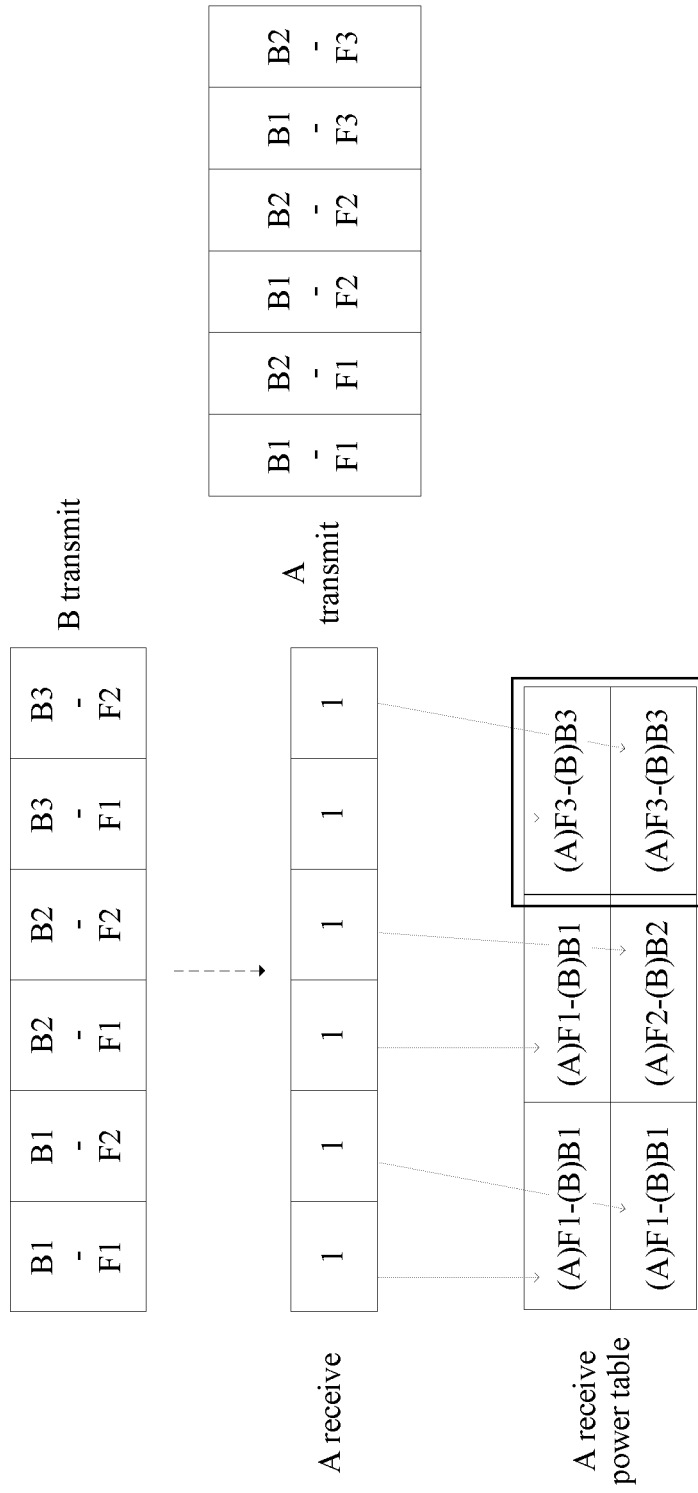 B1
-
F1
B1
-
F2
B2
-
F1
B2
-
F2
B3
-
F1
B3
-
F2
B transmit
A receive
1
1
1
1
1
1
A
transmit
B1
-
F1
B2
-
F1
B1
-
F2
B2
-
F2
B1
-
F3
B2
-
F3
A receive
power table
(A)F1-(B)B1
(A)F1-(B)B1
(A)F3-(B)B3
(A)F1-(B)B1
(A)F2-(B)B2
(A)F3-(B)B3